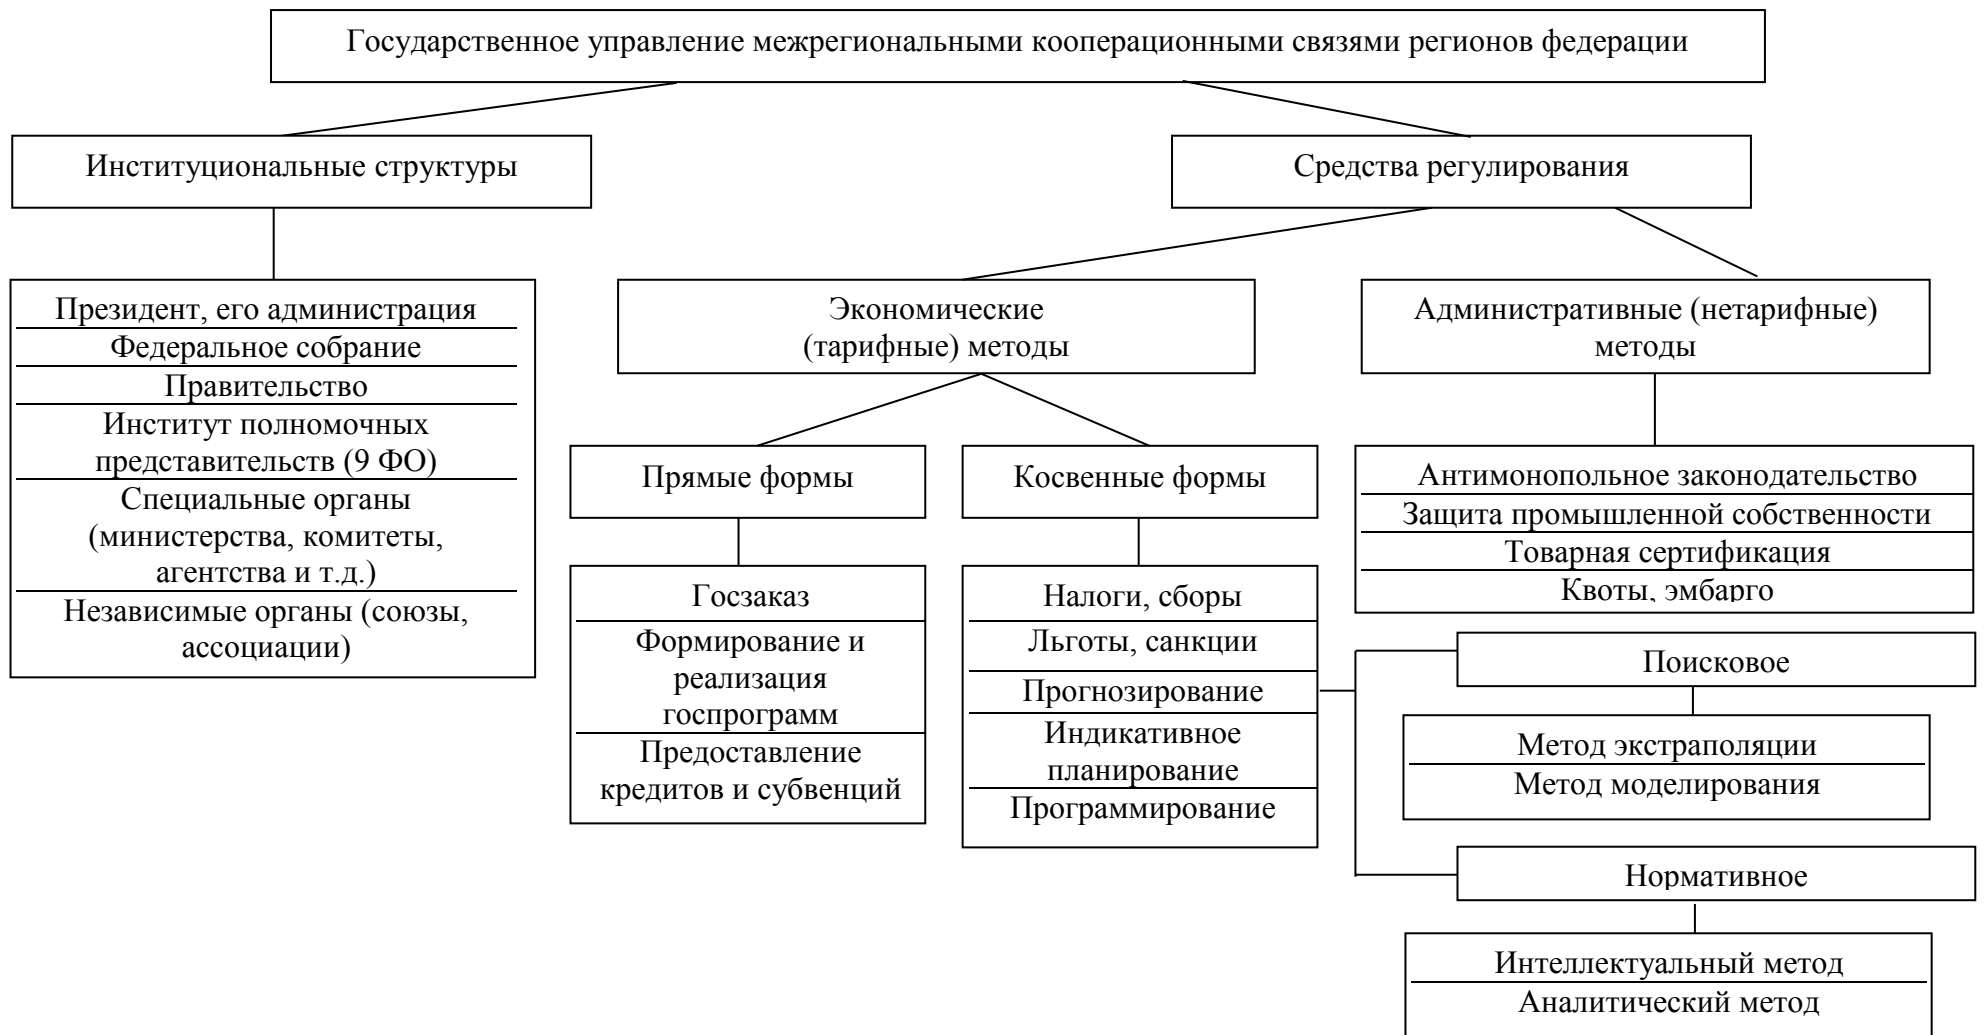 Государственное управление межрегиональными кооперационными связями регионов федерации
Институциональные структуры
Средства регулирования
Президент, его администрация
Федеральное собрание
Правительство
Институт полномочных
представительств (9 ФО)
Специальные органы
(министерства, комитеты,
агентства и т.д.)
Независимые органы (союзы,
ассоциации)
Экономические
(тарифные) методы
Административные (нетарифные)
методы
Прямые формы
Косвенные формы
Антимонопольное законодательство
Защита промышленной собственности
Товарная сертификация
Квоты, эмбарго
Госзаказ
Формирование и
реализация
госпрограмм
Предоставление
кредитов и субвенций
Налоги, сборы
Льготы, санкции
Прогнозирование
Индикативное
планирование
Программирование
Поисковое
Метод экстраполяции
Метод моделирования
Нормативное
Интеллектуальный метод
Аналитический метод